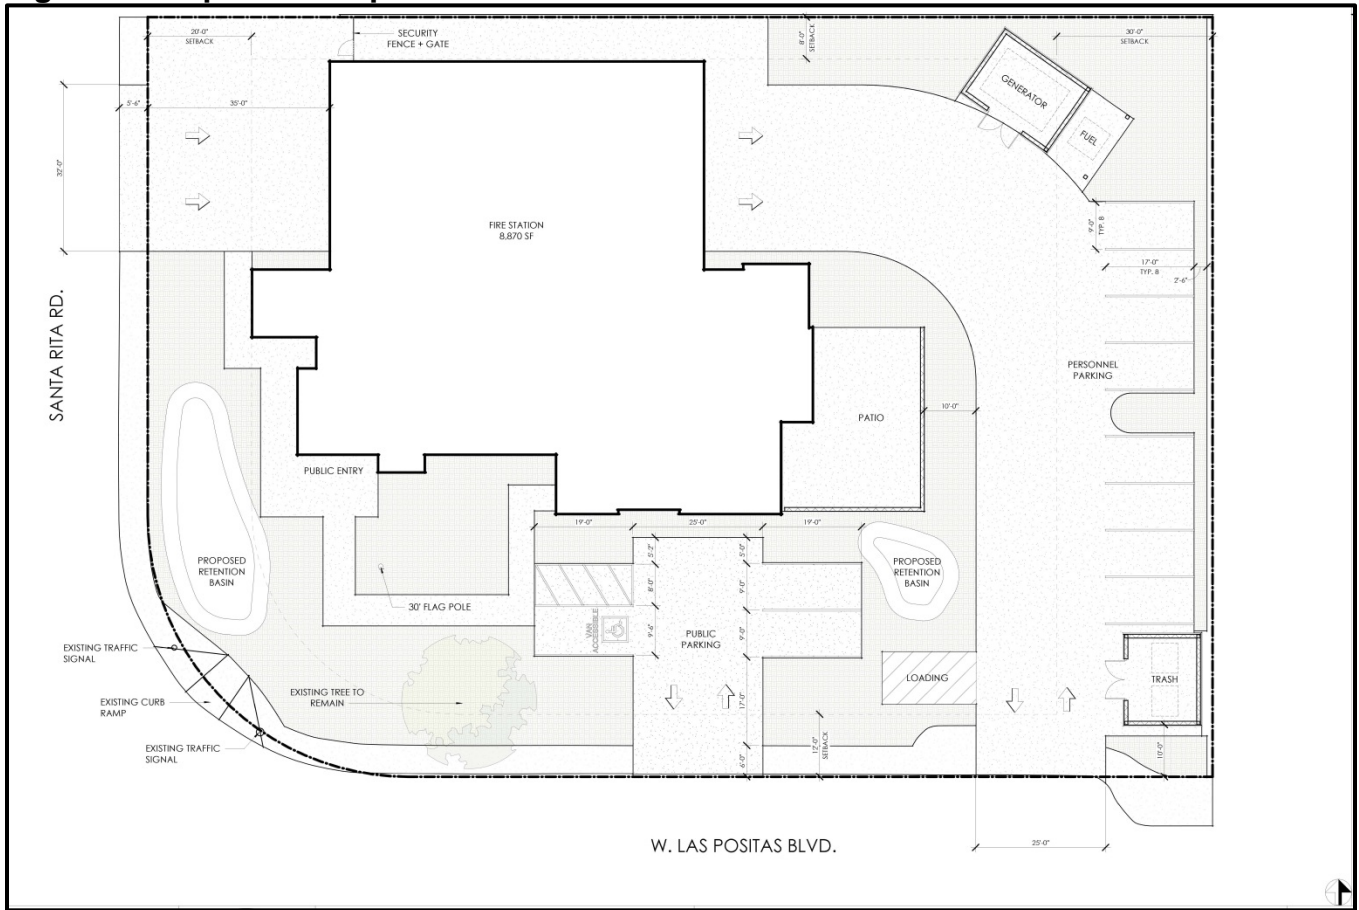 20'-0"
SETBACK
SECURITY
FENCE + GATE
8'-0"
SETBACK
30'-0"
SETBACK
GENERATOR
FUEL
5'-6"
35'-0"
32'-0"
9'-0"
TYP. 8
FIRE STATION
8,870 SF
17'-0"
TYP. 8
2'-6"
SANTA RITA RD.
PERSONNEL
PARKING
10'-0"
PATIO
PUBLIC ENTRY
19'-0"
25'-0"
19'-0"
5'-2"
5'-0"
PROPOSED
RETENTION
BASIN
PROPOSED
RETENTION
BASIN
8'-0"
9'-0"
30' FLAG POLE
VAN
ACCESSIBLE
9'-6"
PUBLIC
PARKING
9'-0"
EXISTING TRAFFIC
SIGNAL
LOADING
TRASH
EXISTING TREE TO
REMAIN
EXISTING CURB
RAMP
17'-0"
EXISTING TRAFFIC
SIGNAL
12'-0"
SETBACK
6'-0"
10'-0"
W. LAS POSITAS BLVD.
25'-0"